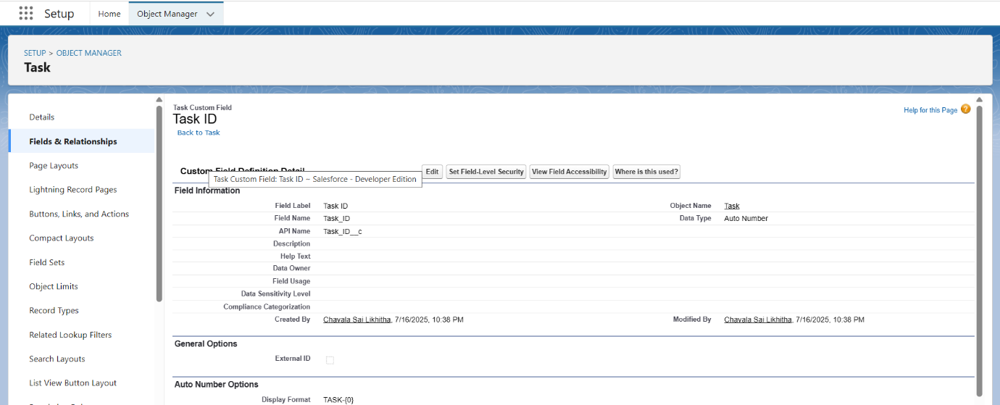 Setup Home Object Manager
SETUP > OBJECT MANAGER
Task
Details
Fields & Relationships
Page Layouts
Lightning Record Pages
Buttons, Links, and Actions
Compact Layouts
Field Sets
Object Limits
Record Types
Related Lookup Filters
Search Layouts
List View Button Layout
Task Custom Field
Task ID
Back to Task
Help for this Page ?
Custom Field Definition Detail
Edit Set Field-Level Security View Field Accessibility Where is this used?
Task Custom Field: Task ID ~ Salesforce - Developer Edition
Field Information
Field Label Task ID Object Name Task
Field Name Task_ID Data Type Auto Number
API Name Task_ID__c
Description
Help Text
Data Owner
Field Usage
Data Sensitivity Level
Compliance Categorization
Created By Chavala Sai Likhitha, 7/16/2025, 10:38 PM Modified By Chavala Sai Likhitha, 7/16/2025, 10:38 PM
General Options
External ID
Auto Number Options
Display Format TASK-{0}